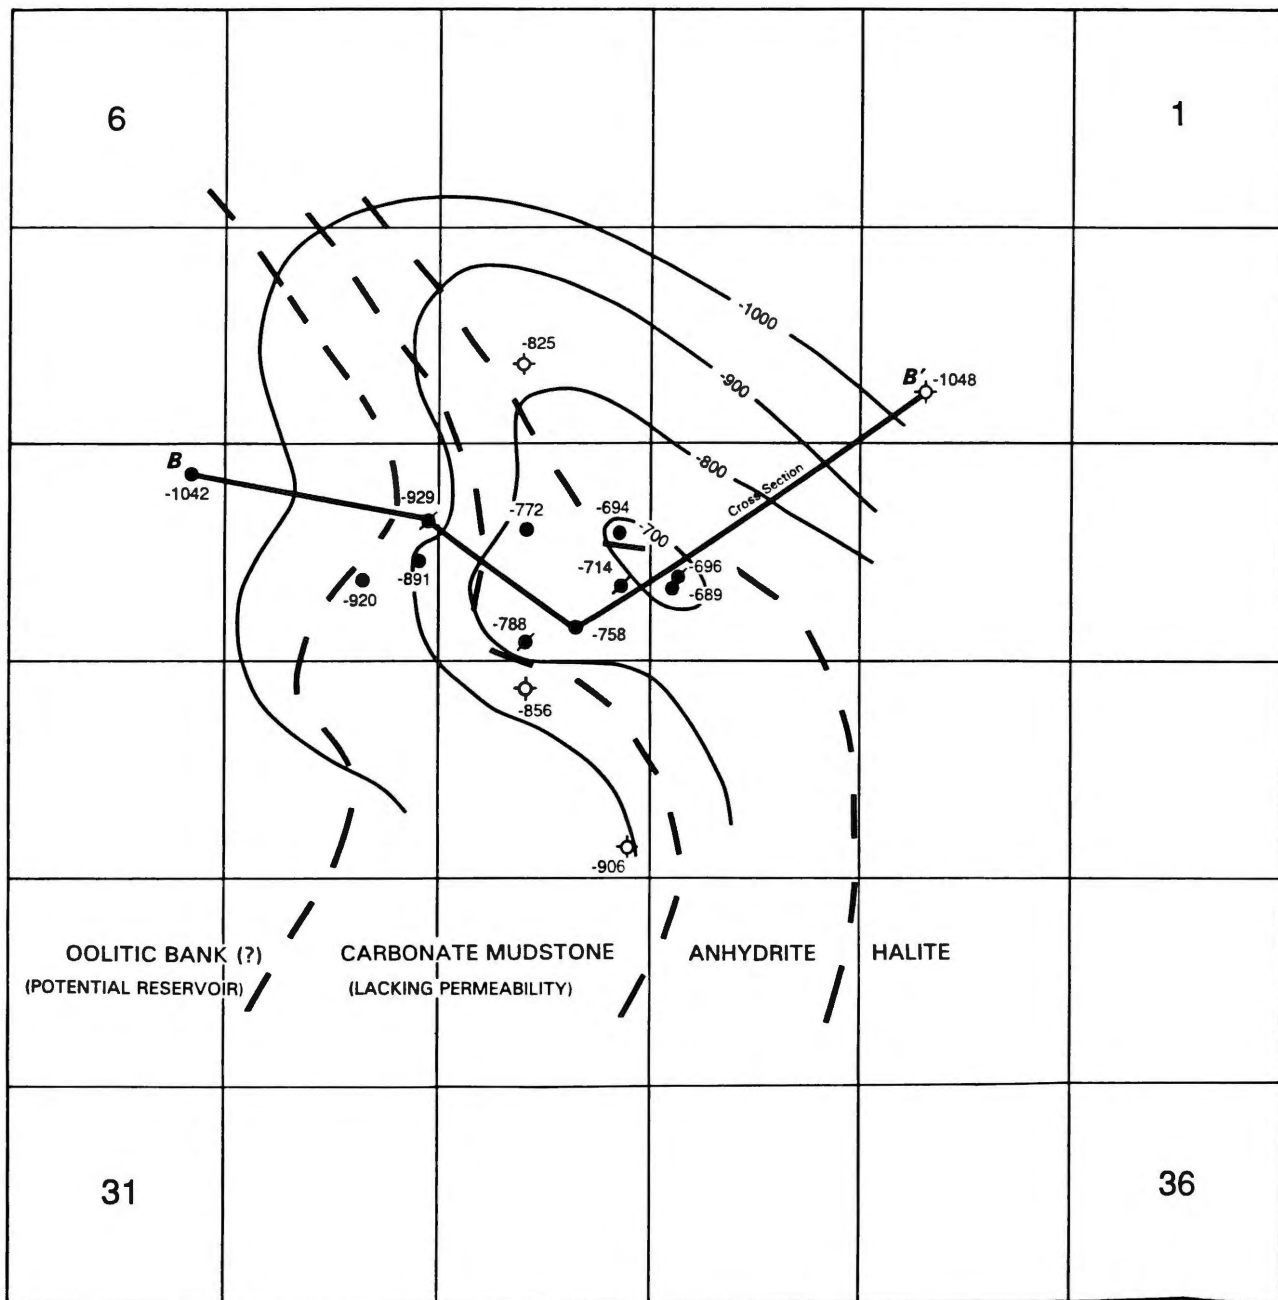 6
1
-1000
-825
-900
B' -1048
-800
B
-1042
Cross Section
-929
-772
-694
-700
-714
-696
-891
-689
-920
-788
-758
-856
-906
OOLITIC BANK (?)
(POTENTIAL RESERVOIR)
CARBONATE MUDSTONE
(LACKING PERMEABILITY)
ANHYDRITE
HALITE
31
36